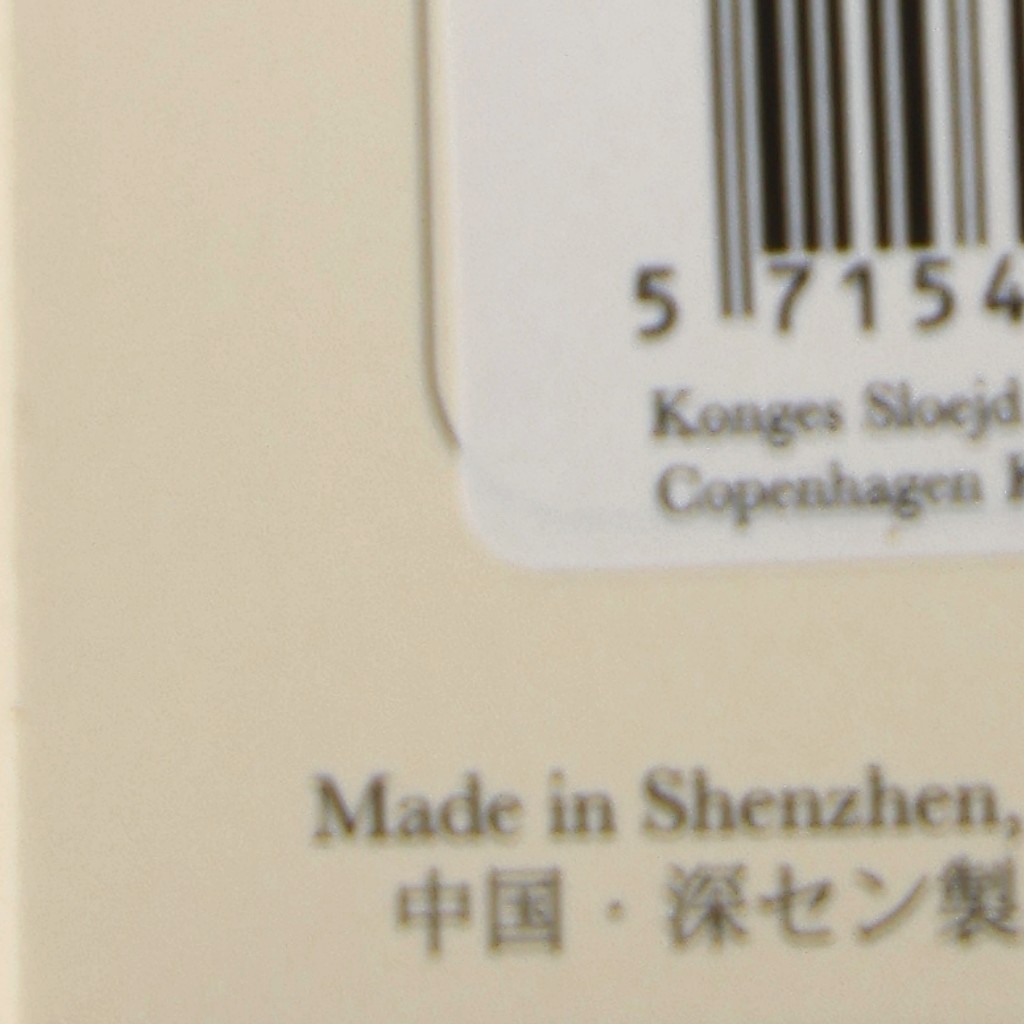 5 7154
Konges Sloejd
Copenhagen K
Made in Shenzhen,
中国・深セン製